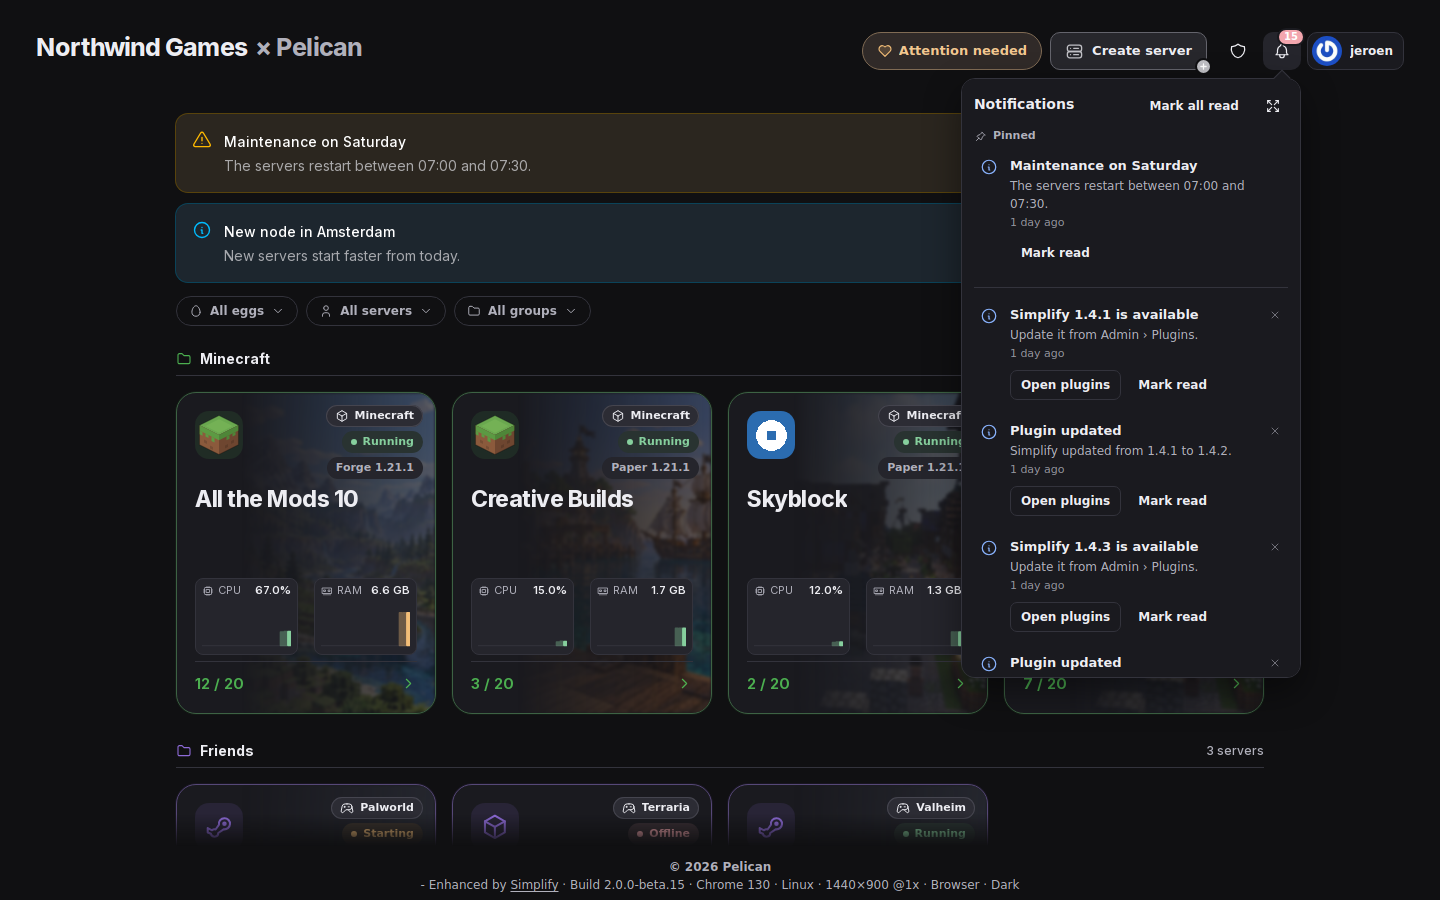 Northwind Games × Pelican
Attention needed
Create server
15
jeroen
Maintenance on Saturday
The servers restart between 07:00 and 07:30.
New node in Amsterdam
New servers start faster from today.
All eggs
All servers
All groups
Notifications
Mark all read
Pinned
Maintenance on Saturday
The servers restart between 07:00 and
07:30.
1 day ago
Mark read
Simplify 1.4.1 is available
Update it from Admin › Plugins.
1 day ago
Open plugins
Mark read
Plugin updated
Simplify updated from 1.4.1 to 1.4.2.
1 day ago
Open plugins
Mark read
Simplify 1.4.3 is available
Update it from Admin › Plugins.
1 day ago
Open plugins
Mark read
Plugin updated
Minecraft
Minecraft
Running
Forge 1.21.1
All the Mods 10
CPU 67.0%
RAM 6.6 GB
12 / 20
Minecraft
Running
Paper 1.21.1
Creative Builds
CPU 15.0%
RAM 1.7 GB
3 / 20
Minecraf
Running
Paper 1.21.1
Skyblock
CPU 12.0%
RAM 1.3 GB
2 / 20
7 / 20
Friends
3 servers
Palworld
Starting
Terraria
Offline
Valheim
Running
© 2026 Pelican
- Enhanced by Simplify · Build 2.0.0-beta.15 · Chrome 130 · Linux · 1440×900 @1x · Browser · Dark